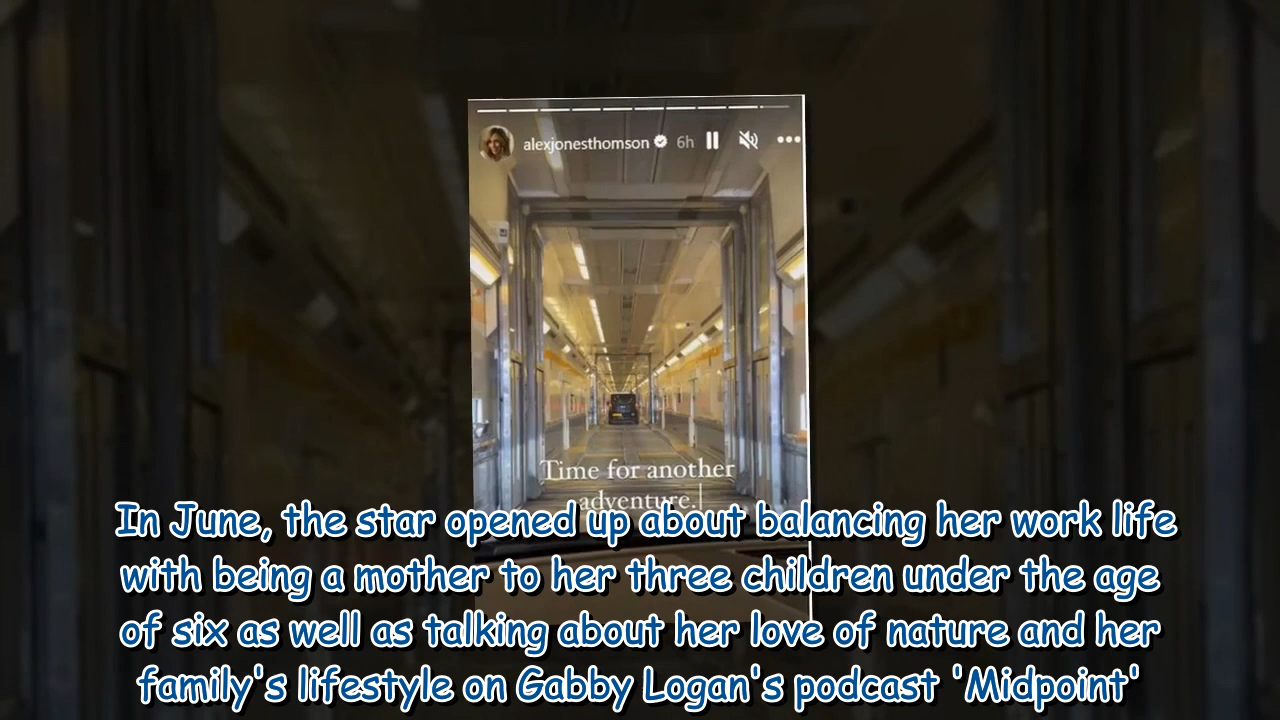 alexjonesthomson 6h
Time for another
adventure.
In June, the star opened up about balancing her work life
with being a mother to her three children under the age
of six as well as talking about her love of nature and her
family's lifestyle on Gabby Logan's podcast 'Midpoint'